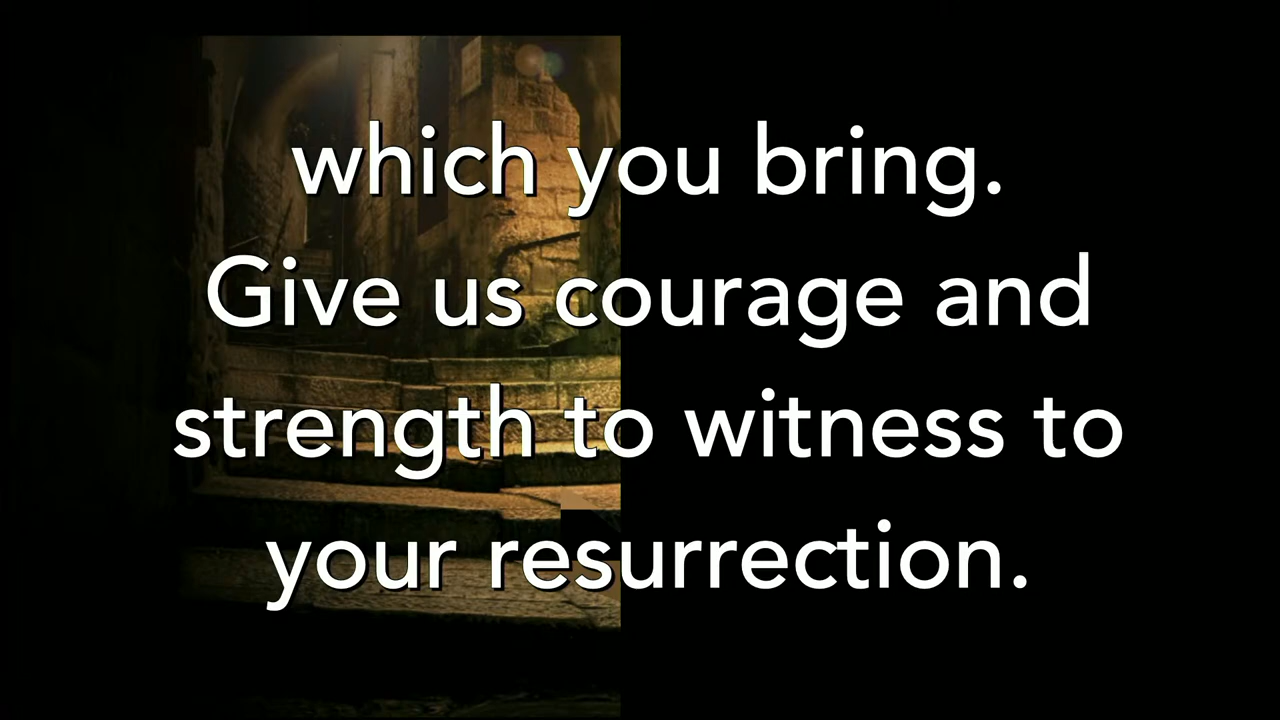 which you bring.
Give us courage and
strength to witness to
your resurrection.